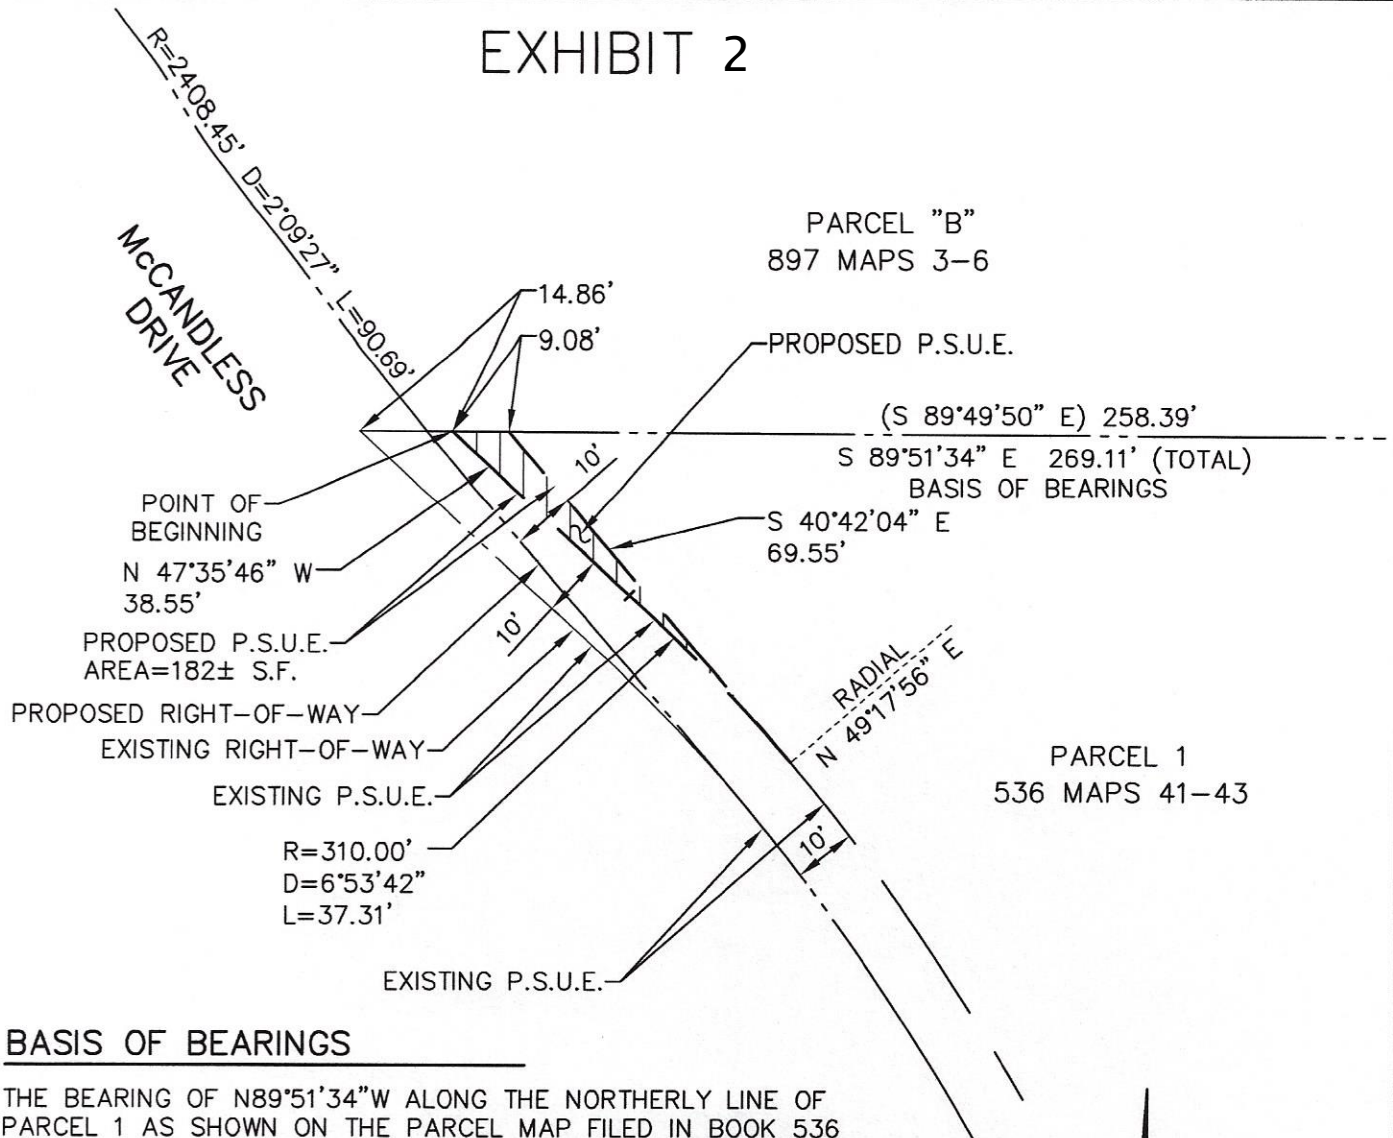 EXHIBIT 2
R=2408.45' D=2°09'27" L=90.69'
McCANDLESS
DRIVE
PARCEL "B"
897 MAPS 3-6
14.86'
9.08'
PROPOSED P.S.U.E.
(S 89°49'50" E) 258.39'
S 89°51'34" E 269.11' (TOTAL)
BASIS OF BEARINGS
10'
POINT OF
BEGINNING
S 40°42'04" E
69.55'
N 47°35'46" W
38.55'
10'
PROPOSED P.S.U.E.
AREA=182± S.F.
RADIAL
N 49°17'56" E
PROPOSED RIGHT-OF-WAY
EXISTING RIGHT-OF-WAY
PARCEL 1
536 MAPS 41-43
EXISTING P.S.U.E.
10'
R=310.00'
D=6°53'42"
L=37.31'
EXISTING P.S.U.E.
BASIS OF BEARINGS
THE BEARING OF N89°51'34"W ALONG THE NORTHERLY LINE OF
PARCEL 1 AS SHOWN ON THE PARCEL MAP FILED IN BOOK 536